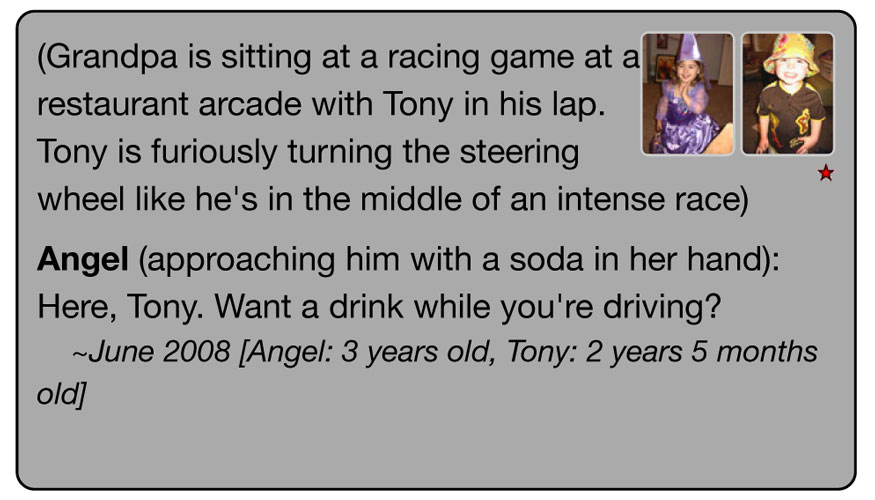 (Grandpa is sitting at a racing game at a
restaurant arcade with Tony in his lap.
Tony is furiously turning the steering
wheel like he's in the middle of an intense race)
Angel (approaching him with a soda in her hand):
Here, Tony. Want a drink while you're driving?
~June 2008 [Angel: 3 years old, Tony: 2 years 5 months
old]